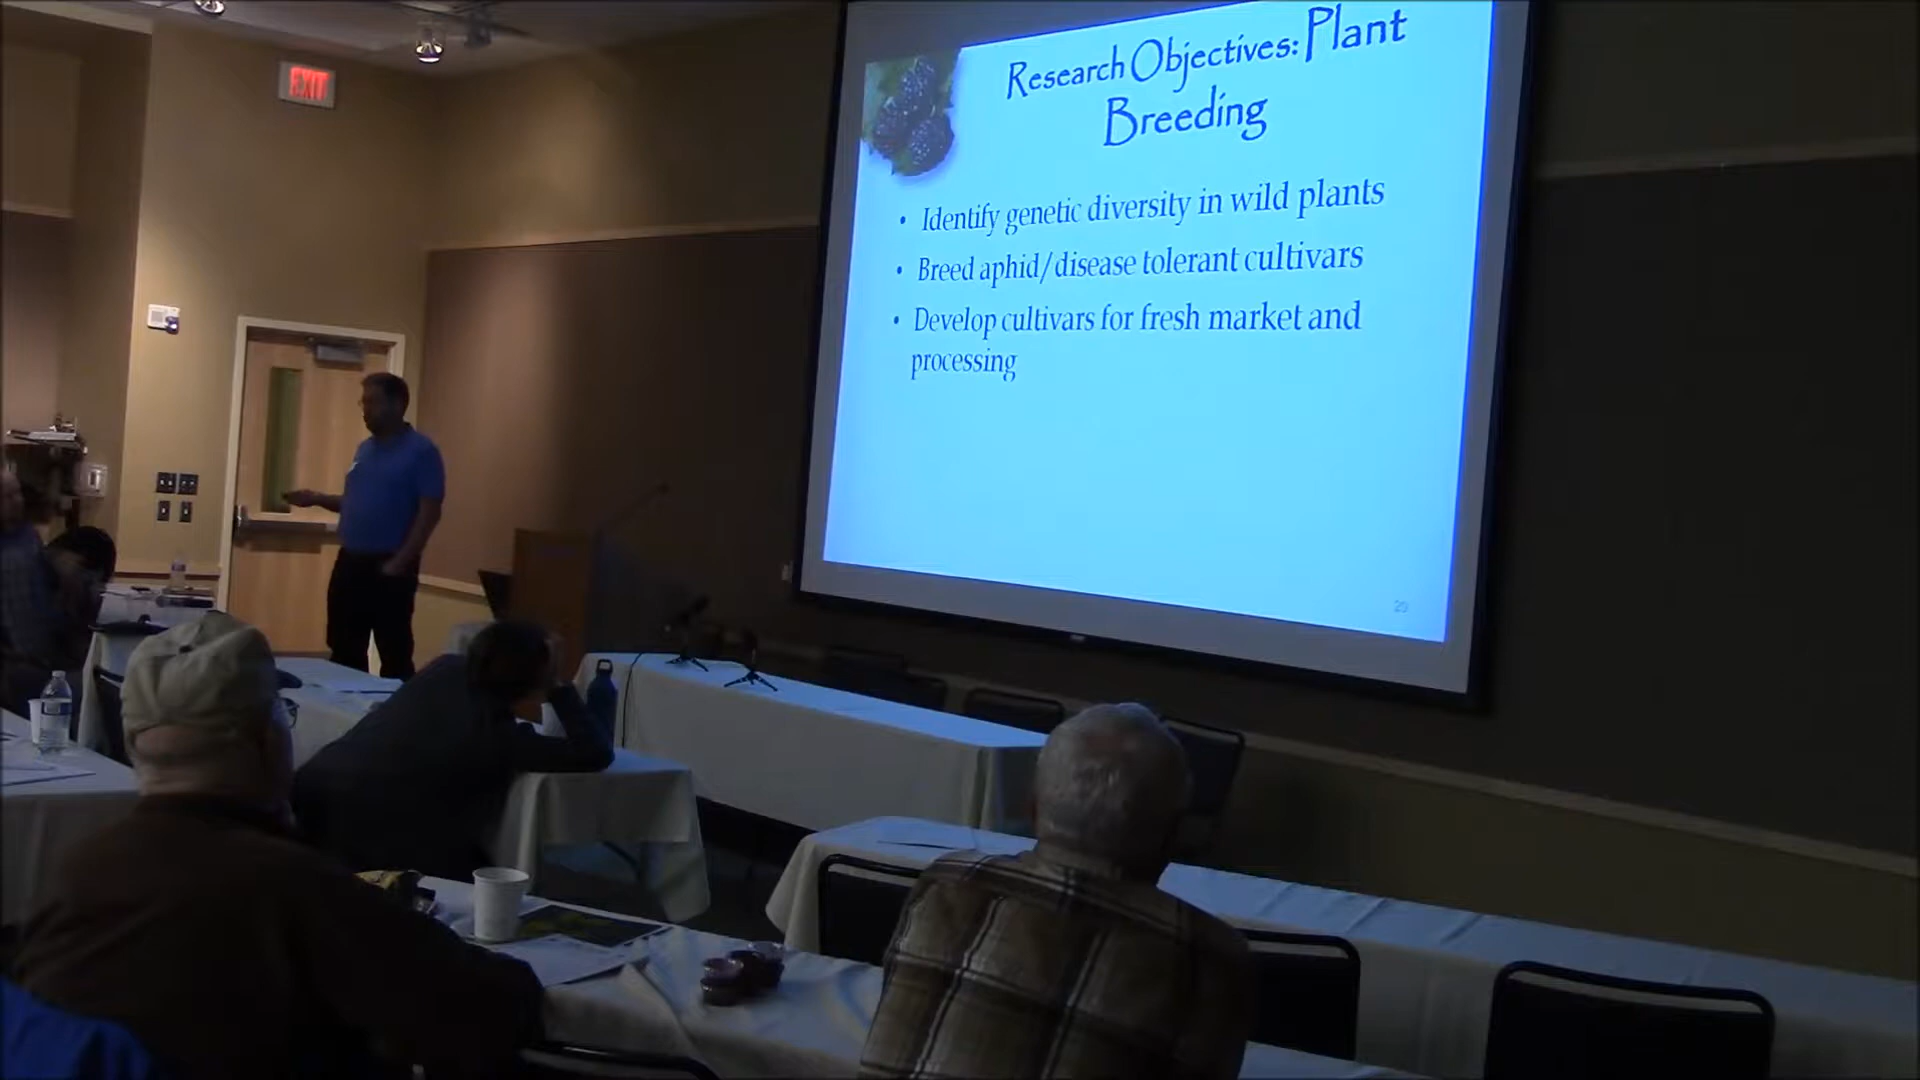 EXIT
Research Objectives: Plant
Breeding
• Identify genetic diversity in wild plants
• Breed aphid/disease tolerant cultivars
• Develop cultivars for fresh market and
processing